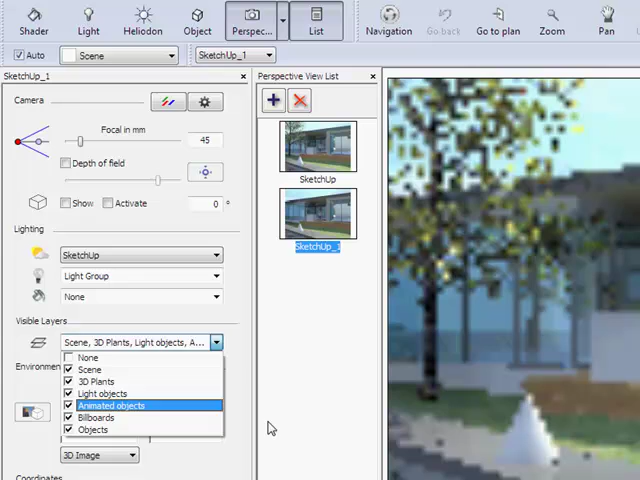 Shader Light Heliodon Object Perspec... List Navigation Go back Go to plan Zoom Pan
Auto Scene SketchUp_1
SketchUp_1
Camera
Focal in mm
45
Depth of field
Show Activate 0 °
Lighting
SketchUp
Light Group
None
Visible Layers
Scene, 3D Plants, Light objects, A...
None
Scene
3D Plants
Light objects
Animated objects
Billboards
Objects
3D Image
Coordinates
Perspective View List
SketchUp
SketchUp_1